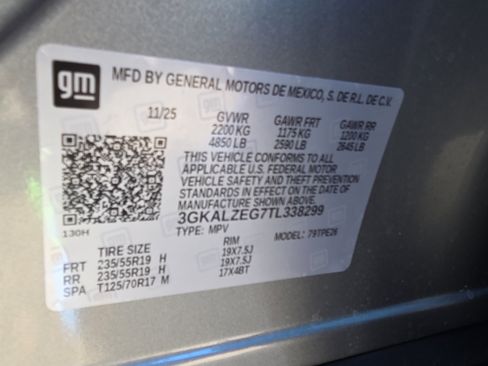 gm
MFD BY GENERAL MOTORS DE MEXICO, S. DE R.L. DE C.V.
11/25 GVWR GAWR FRT GAWR RR
2200 KG 1175 KG 1200 KG
4850 LB 2590 LB 2645 LB
THIS VEHICLE CONFORMS TO ALL
APPLICABLE U.S. FEDERAL MOTOR
VEHICLE SAFETY AND THEFT PREVENTION
STANDARDS IN EFFECT ON THE DATE OF
MANUFACTURE SHOWN ABOVE.
3GKALZEG7TL338299
130H TYPE: MPV MODEL: 79TPE26
TIRE SIZE RIM
FRT 235/55R19 H 19X7.5J
RR 235/55R19 H 19X7.5J
SPA T125/70R17 M 17X4BT